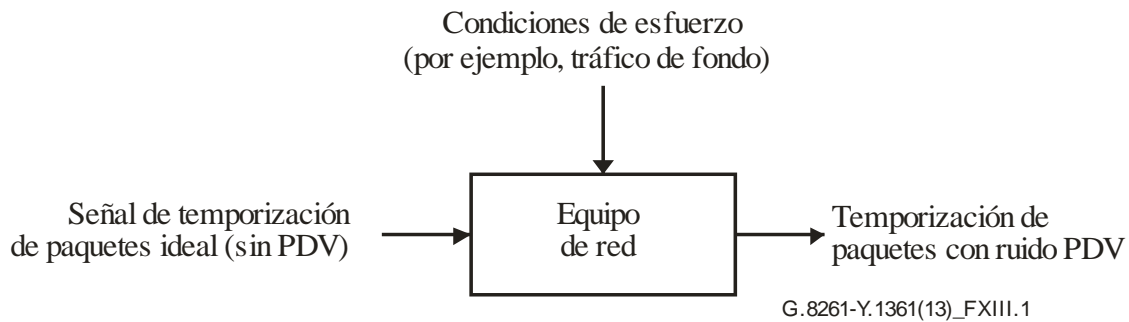 Condiciones de esfuerzo
(por ejemplo, tráfico de fondo)
Señal de temporización
de paquetes ideal (sin PDV)
Equipo
de red
Temporización de
paquetes con ruido PDV
G.8261-Y.1361(13)_FXIII.1